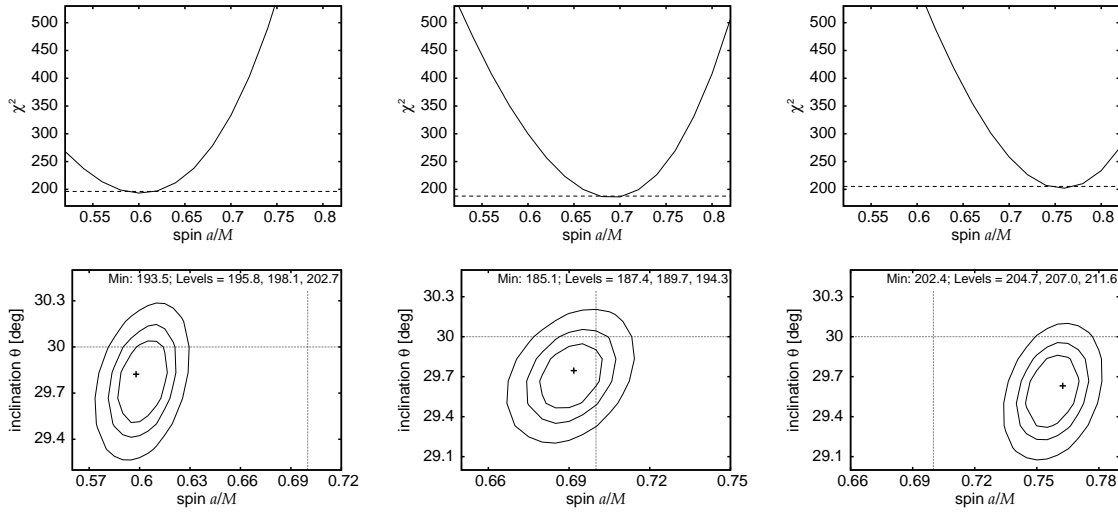 χ²
500
450
400
350
300
250
200
0.55 0.6 0.65 0.7 0.75 0.8
spin a/M
χ²
500
450
400
350
300
250
200
0.55 0.6 0.65 0.7 0.75 0.8
spin a/M
χ²
500
450
400
350
300
250
200
0.55 0.6 0.65 0.7 0.75 0.8
spin a/M
Min: 193.5; Levels = 195.8, 198.1, 202.7
inclination θ [deg]
30.3
30
29.7
29.4
0.57 0.6 0.63 0.66 0.69 0.72
spin a/M
Min: 185.1; Levels = 187.4, 189.7, 194.3
inclination θ [deg]
30.3
30
29.7
29.4
29.1
0.66 0.69 0.72 0.75
spin a/M
Min: 202.4; Levels = 204.7, 207.0, 211.6
inclination θ [deg]
30.3
30
29.7
29.4
29.1
0.66 0.69 0.72 0.75 0.78
spin a/M